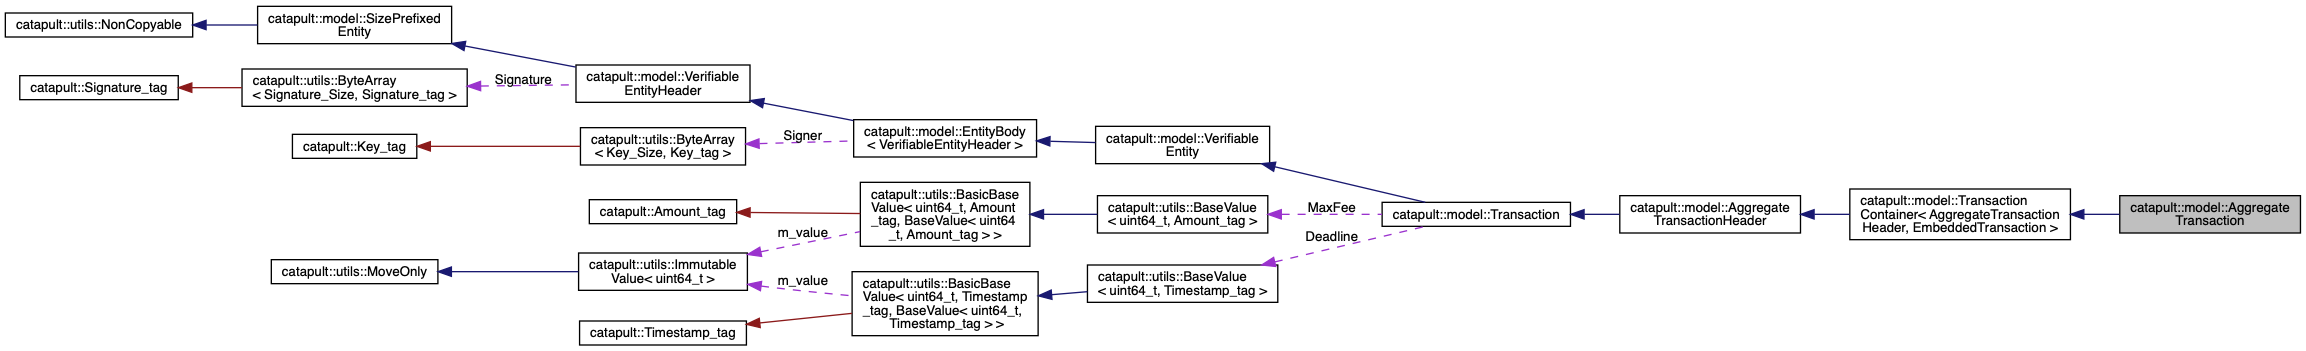 catapult::utils::NonCopyable
catapult::model::SizePrefixed
Entity
catapult::Signature_tag
catapult::utils::ByteArray
< Signature_Size, Signature_tag >
Signature
catapult::model::Verifiable
EntityHeader
catapult::Key_tag
catapult::utils::ByteArray
< Key_Size, Key_tag >
Signer
catapult::model::EntityBody
< VerifiableEntityHeader >
catapult::model::Verifiable
Entity
catapult::Amount_tag
catapult::utils::BasicBase
Value< uint64_t, Amount
_tag, BaseValue< uint64
_t, Amount_tag > >
catapult::utils::BaseValue
< uint64_t, Amount_tag >
MaxFee
catapult::model::Transaction
catapult::model::Aggregate
TransactionHeader
catapult::model::Transaction
Container< AggregateTransaction
Header, EmbeddedTransaction >
catapult::model::Aggregate
Transaction
m_value
Deadline
catapult::utils::MoveOnly
catapult::utils::Immutable
Value< uint64_t >
m_value
catapult::utils::BasicBase
Value< uint64_t, Timestamp
_tag, BaseValue< uint64_t,
Timestamp_tag > >
catapult::utils::BaseValue
< uint64_t, Timestamp_tag >
catapult::Timestamp_tag